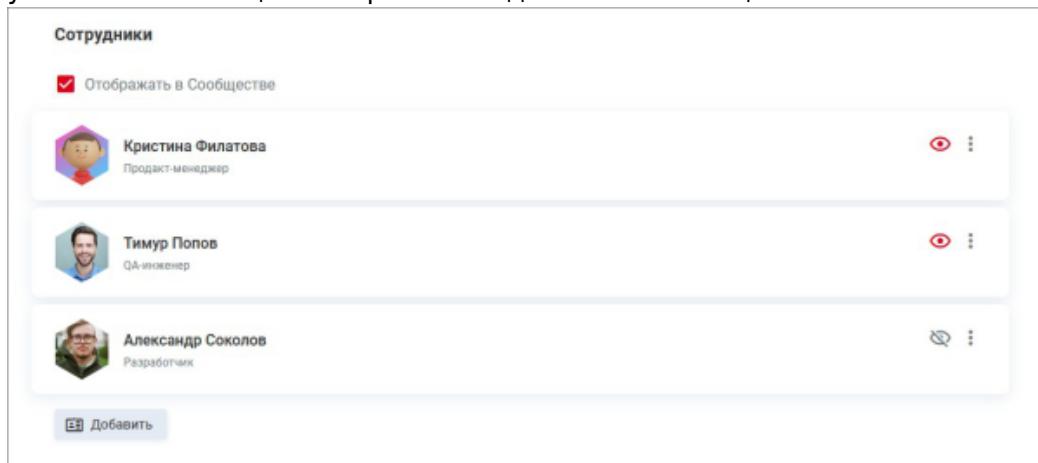 Сотрудники
Отображать в Сообществе
Кристина Филатова
Продакт-менеджер
Тимур Попов
QA-инженер
Александр Соколов
Разработчик
Добавить